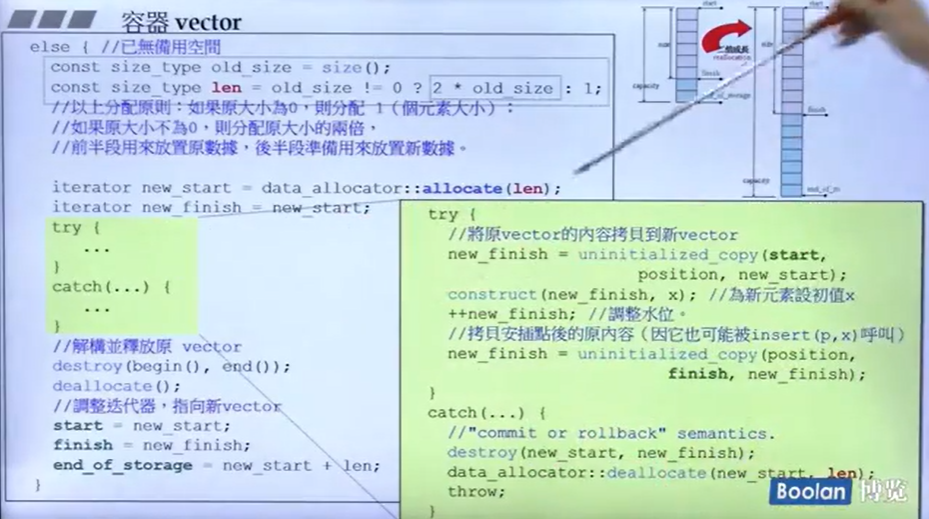 容器 vector
else { //已無備用空間
const size_type old_size = size();
const size_type len = old_size != 0 ? 2 * old_size : 1;
//以上分配原則：如果原大小為0，則分配 1（個元素大小）；
//如果原大小不為0，則分配原大小的兩倍，
//前半段用來放置原數據，後半段準備用來放置新數據。
iterator new_start = data_allocator::allocate(len);
iterator new_finish = new_start;
try {
...
}
catch(...) {
...
}
//解構並釋放原 vector
destroy(begin(), end());
deallocate();
//調整迭代器，指向新vector
start = new_start;
finish = new_finish;
end_of_storage = new_start + len;
}
try {
//將原vector的內容拷貝到新vector
new_finish = uninitialized_copy(start,
position, new_start);
construct(new_finish, x); //為新元素設初值x
++new_finish; //調整水位。
//拷貝安插點後的原內容（因它也可能被insert(p,x)呼叫）
new_finish = uninitialized_copy(position,
finish, new_finish);
}
catch(...) {
//"commit or rollback" semantics.
destroy(new_start, new_finish);
data_allocator::deallocate(new_start, len);
throw;
}
start
size
capacity
finish
二倍成長
reallocation
start
size
finish
capacity
Boolan 博览